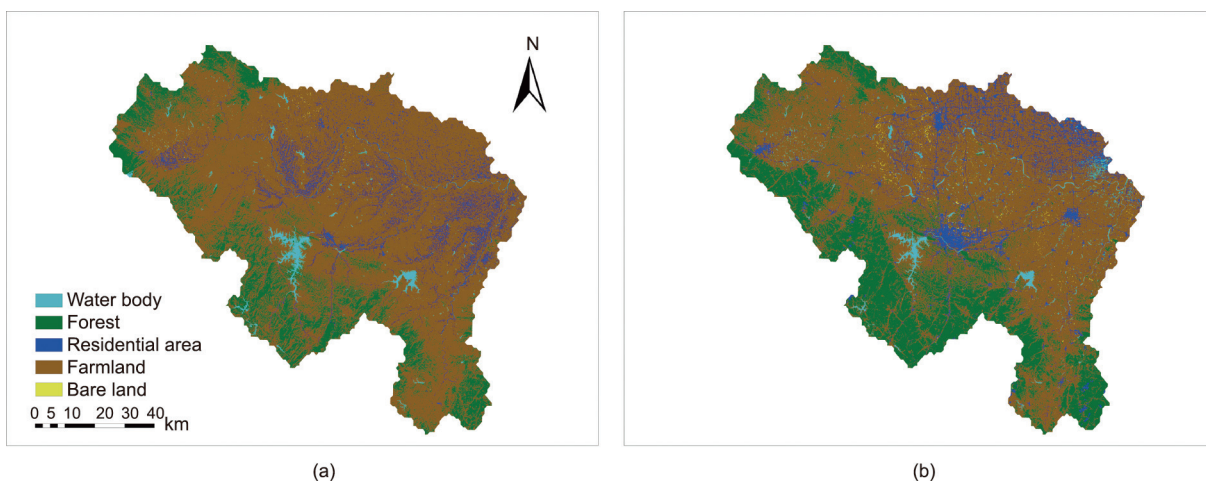 N
Water body
Forest
Residential area
Farmland
Bare land
0 5 10 20 30 40
km
(a)
(b)